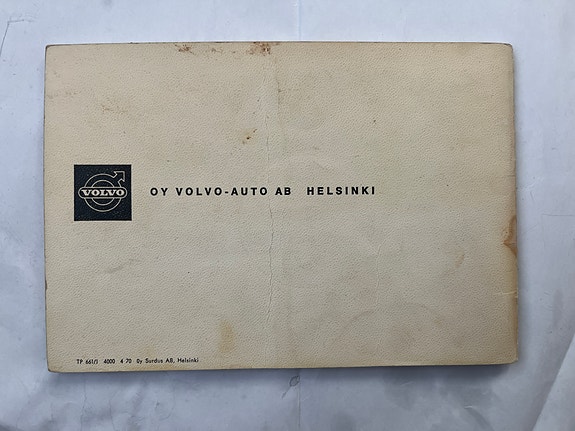 VOLVO
OY VOLVO-AUTO AB HELSINKI
TP 661/1 4000 4 70 Oy Surdus AB, Helsinki